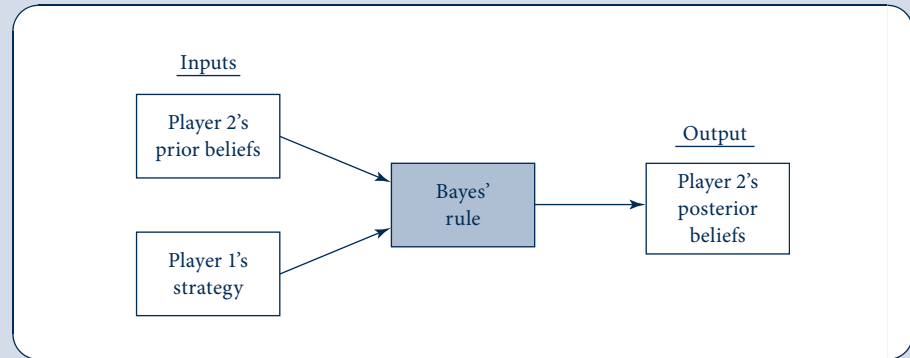 Inputs
Player 2's
prior beliefs
Player 1's
strategy
Bayes'
rule
Output
Player 2's
posterior
beliefs